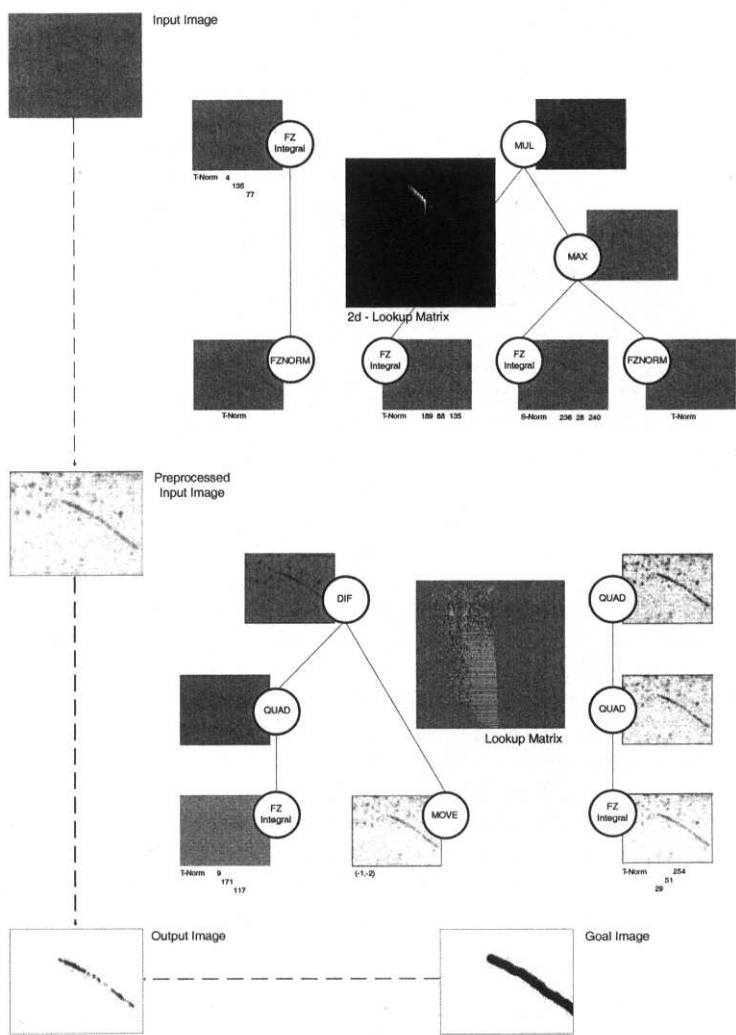 Input Image
FZ
Integral
T-Norm 4
135
77
MUL
MAX
2d - Lookup Matrix
FZNORM
T-Norm
FZ
Integral
T-Norm 189 88 135
FZ
Integral
S-Norm 236 28 240
FZNORM
T-Norm
Preprocessed
Input Image
DIF
QUAD
QUAD
QUAD
Lookup Matrix
FZ
Integral
T-Norm 9
171
117
MOVE
(-1,-2)
FZ
Integral
T-Norm 254
51
29
Output Image
Goal Image